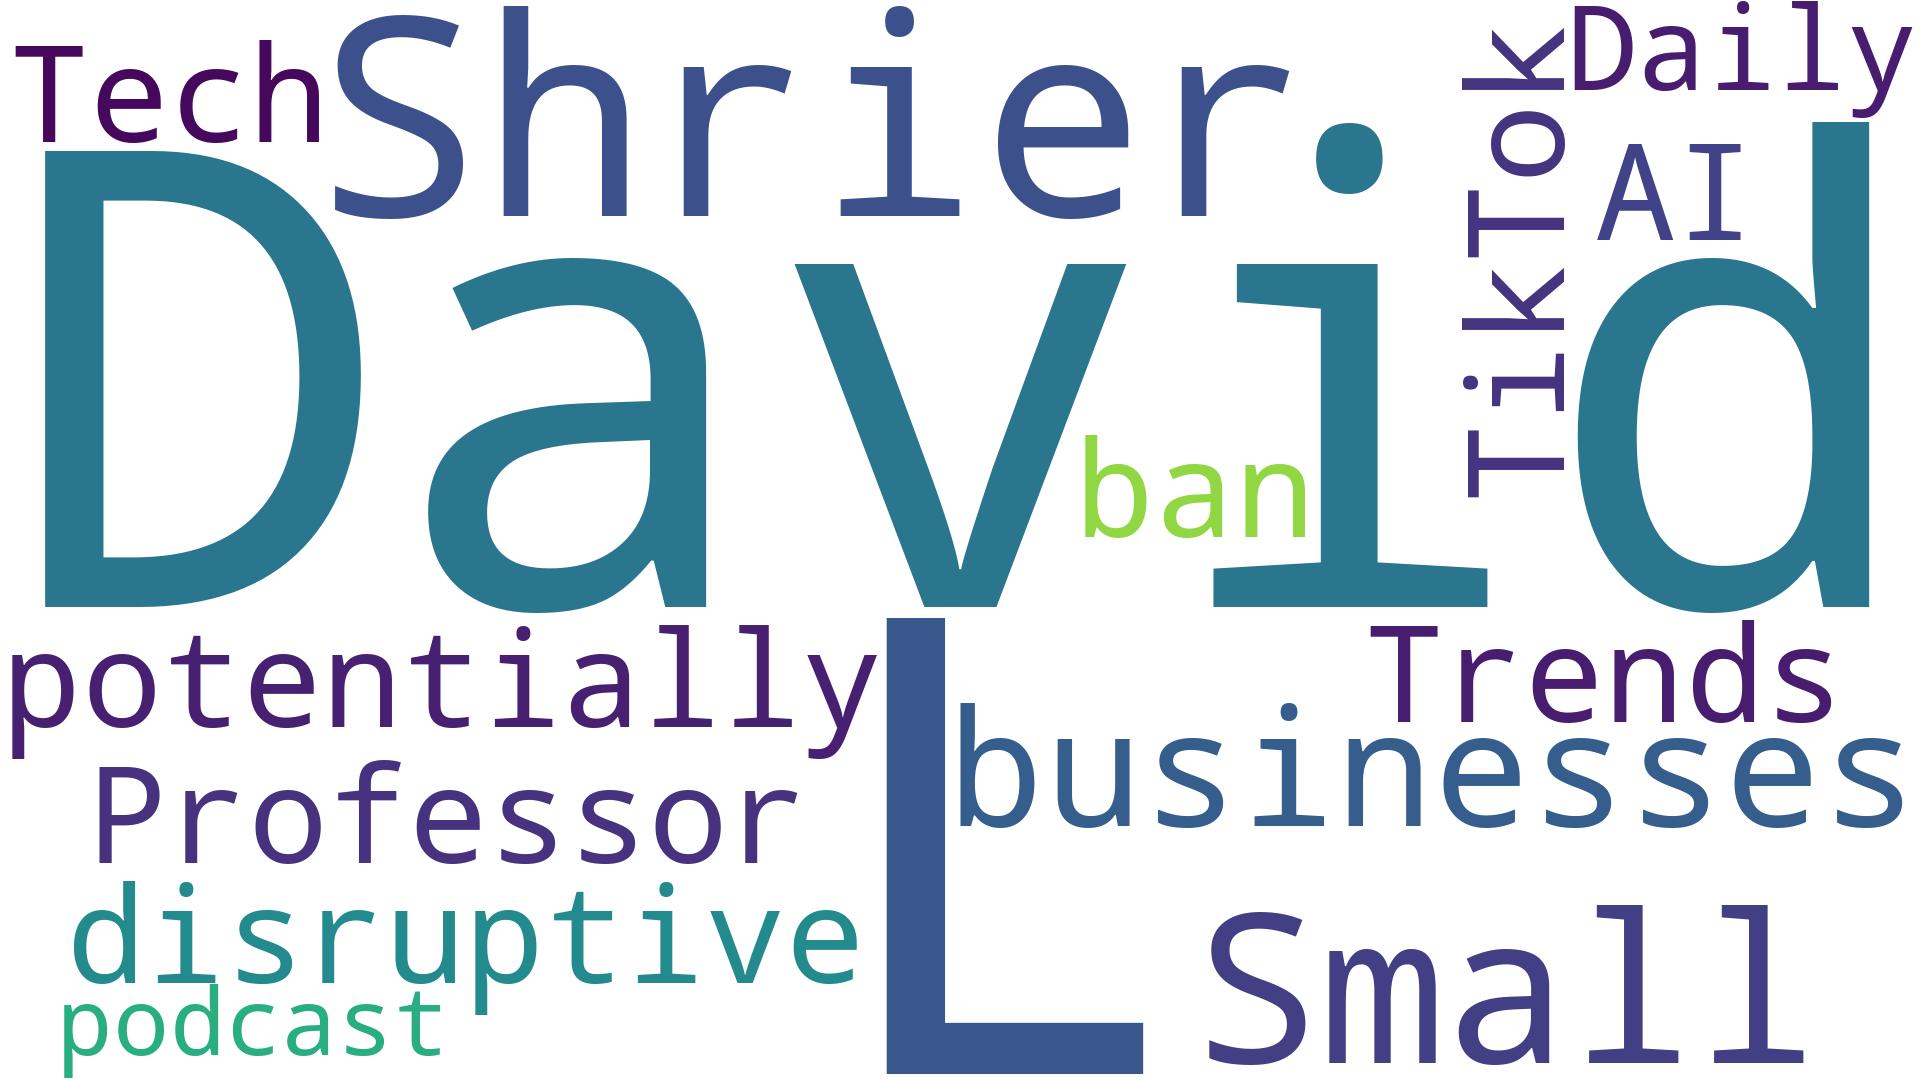 Tech
Shrier
TikTok
Daily
AI
David
ban
potentially
L
Trends
businesses
Professor
disruptive
Small
podcast